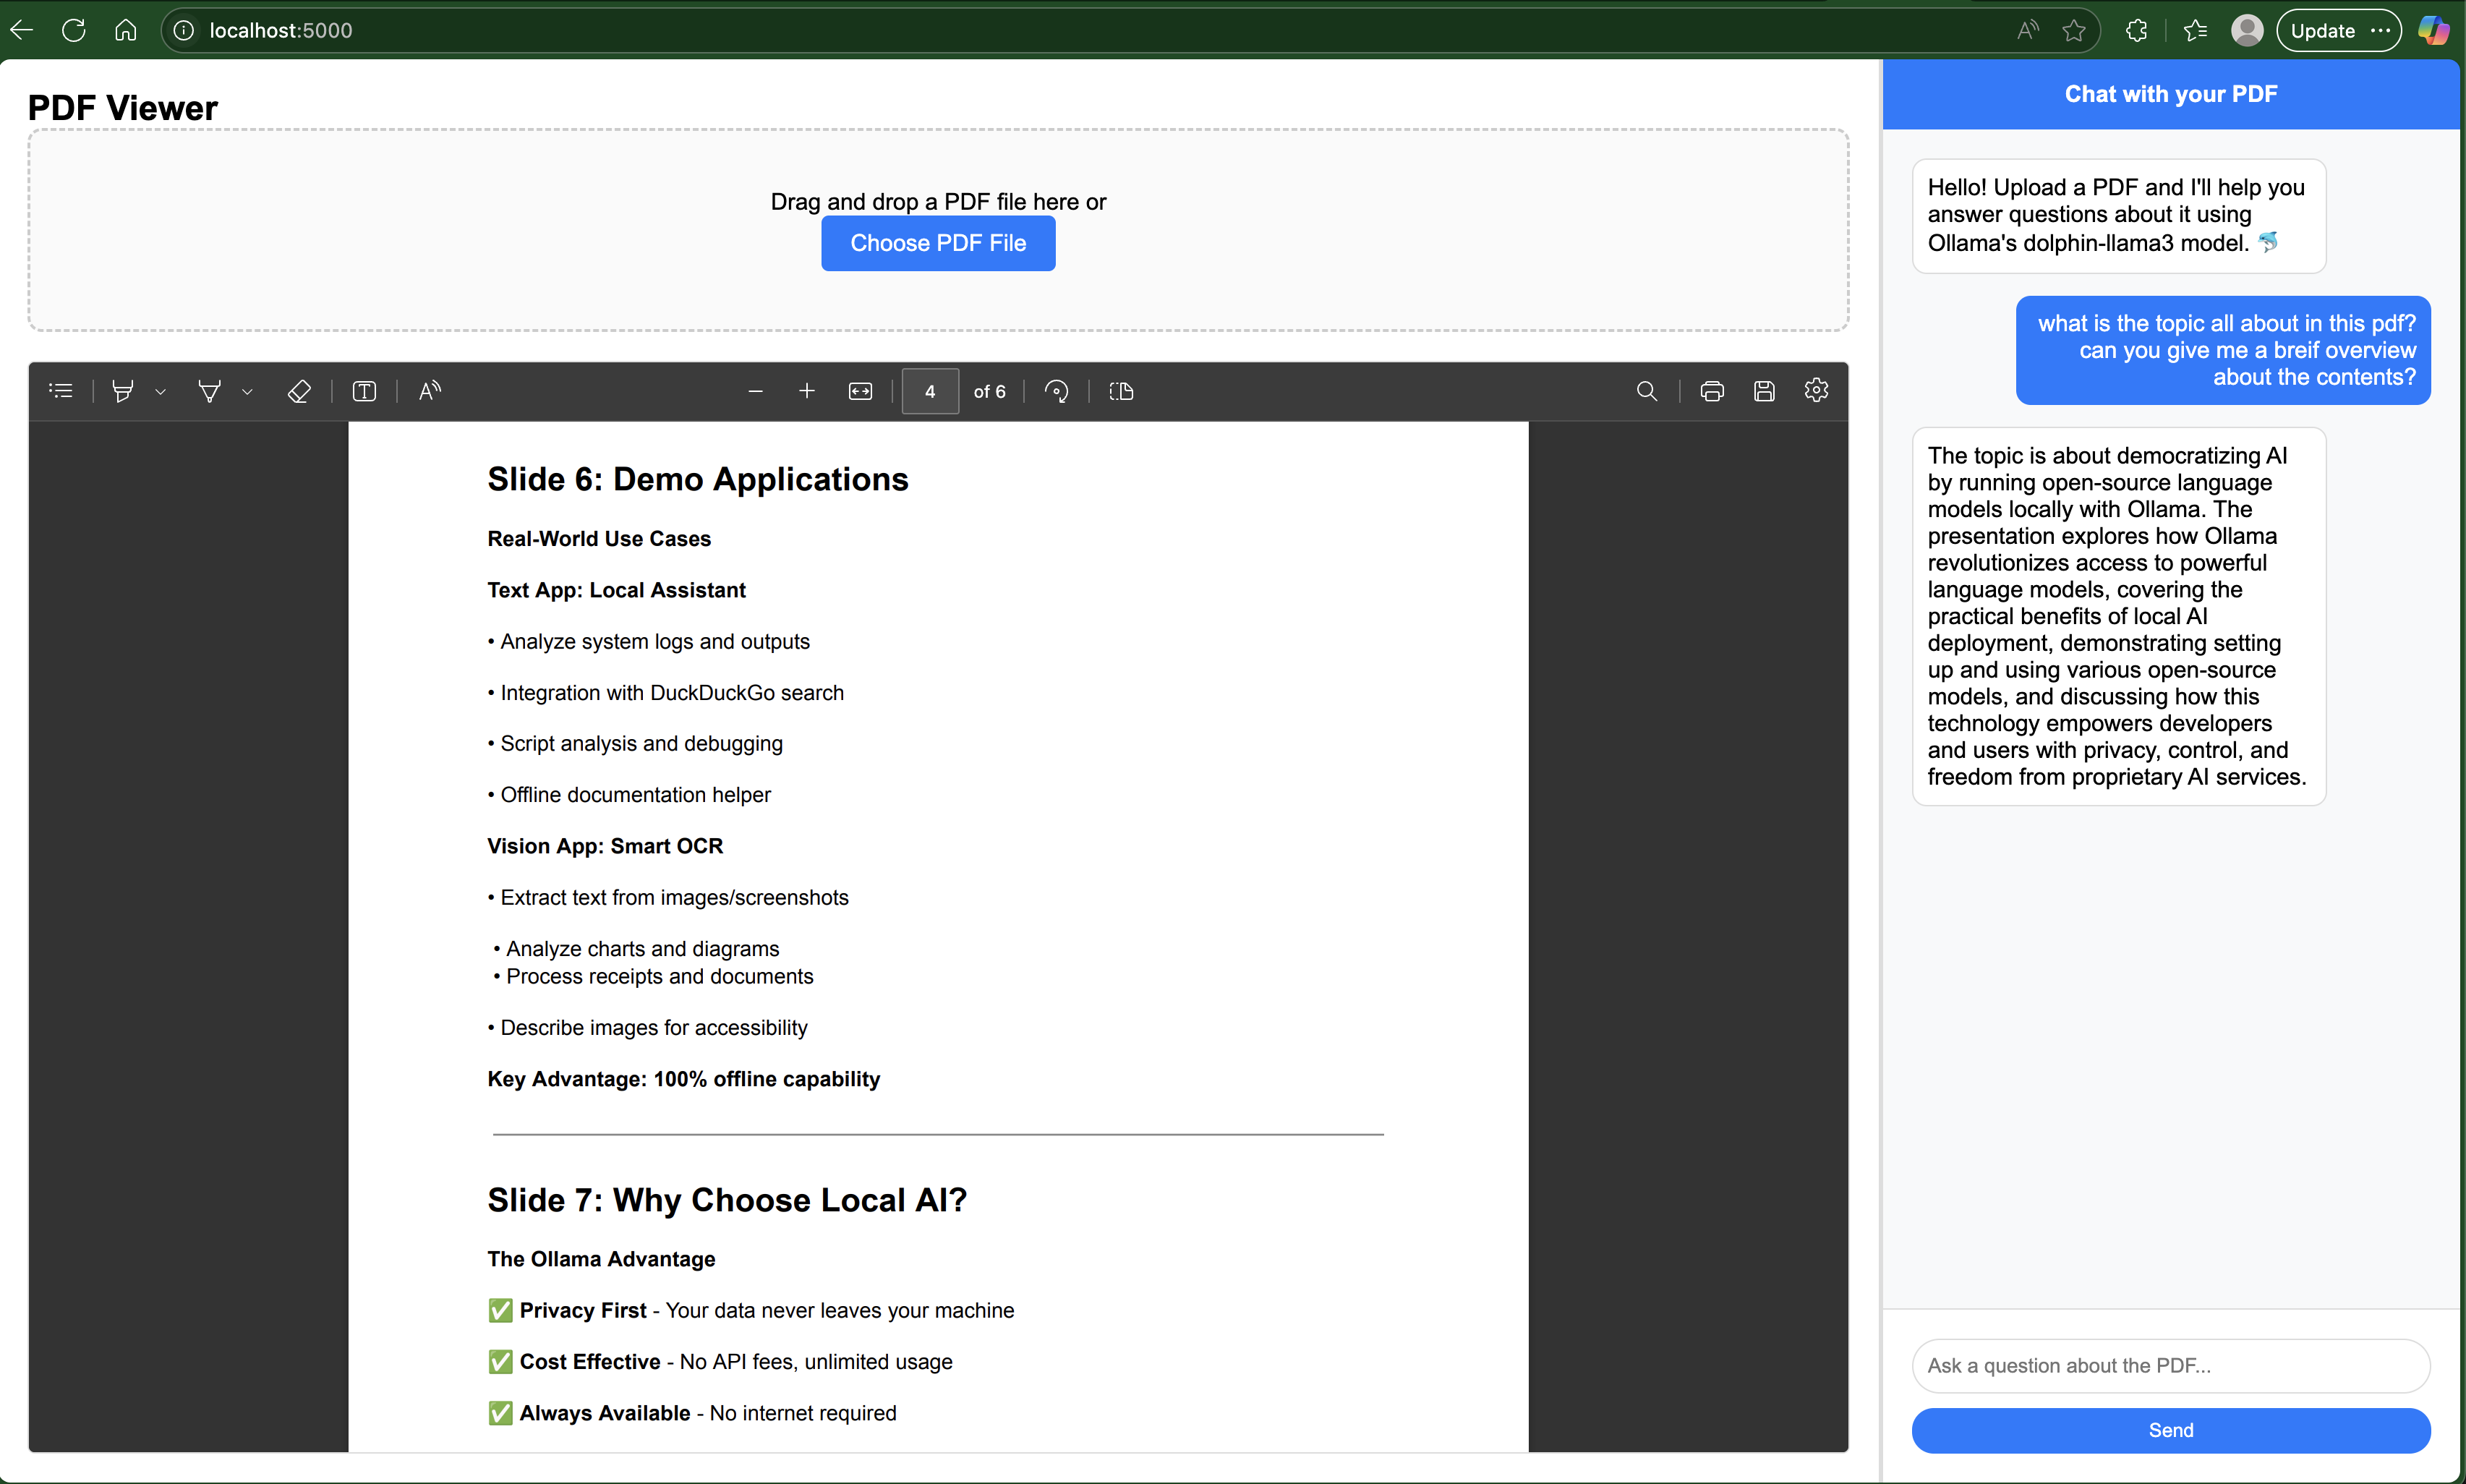 localhost:5000
Update
PDF Viewer
Drag and drop a PDF file here or
Choose PDF File
4 of 6
Slide 6: Demo Applications
Real-World Use Cases
Text App: Local Assistant
• Analyze system logs and outputs
• Integration with DuckDuckGo search
• Script analysis and debugging
• Offline documentation helper
Vision App: Smart OCR
• Extract text from images/screenshots
• Analyze charts and diagrams
• Process receipts and documents
• Describe images for accessibility
Key Advantage: 100% offline capability
Slide 7: Why Choose Local AI?
The Ollama Advantage
✅ Privacy First - Your data never leaves your machine
✅ Cost Effective - No API fees, unlimited usage
✅ Always Available - No internet required
Chat with your PDF
Hello! Upload a PDF and I'll help you
answer questions about it using
Ollama's dolphin-llama3 model. 🐬
what is the topic all about in this pdf?
can you give me a breif overview
about the contents?
The topic is about democratizing AI
by running open-source language
models locally with Ollama. The
presentation explores how Ollama
revolutionizes access to powerful
language models, covering the
practical benefits of local AI
deployment, demonstrating setting
up and using various open-source
models, and discussing how this
technology empowers developers
and users with privacy, control, and
freedom from proprietary AI services.
Ask a question about the PDF...
Send